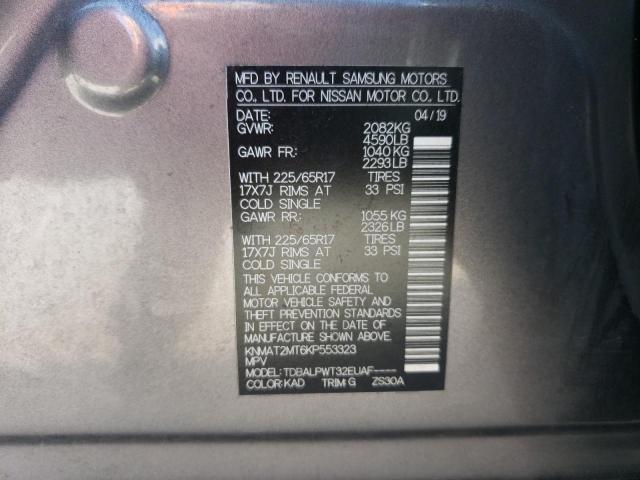 MFD BY RENAULT SAMSUNG MOTORS
CO., LTD. FOR NISSAN MOTOR CO., LTD.
DATE: 04/19
GVWR: 2082KG
4590LB
GAWR FR: 1040 KG
2293 LB
WITH 225/65R17 TIRES
17X7J RIMS AT 33 PSI
COLD SINGLE
GAWR RR: 1055 KG
2326 LB
WITH 225/65R17 TIRES
17X7J RIMS AT 33 PSI
COLD SINGLE
THIS VEHICLE CONFORMS TO
ALL APPLICABLE FEDERAL
MOTOR VEHICLE SAFETY AND
THEFT PREVENTION STANDARDS
IN EFFECT ON THE DATE OF
MANUFACTURE SHOWN ABOVE.
KNMAT2MT6KP553323
MPV
MODEL: TDBALPWT32EUAF----
COLOR: KAD TRIM: G ZS30A